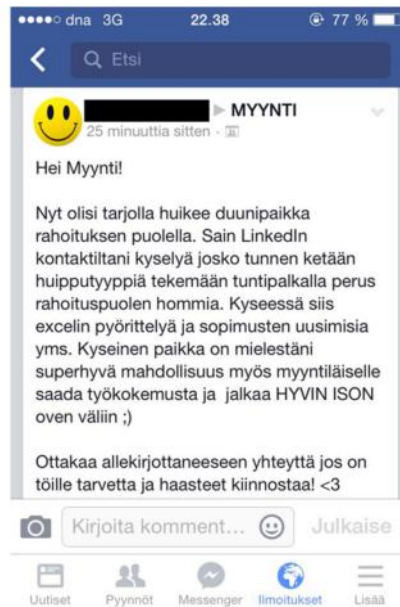 dna 3G 22.38 77 %
Etsi
MYYNTI
25 minuuttia sitten ·
Hei Myynti!
Nyt olisi tarjolla huikee duunipaikka
rahoituksen puolella. Sain LinkedIn
kontaktiltani kyselyä josko tunnen ketään
huipputyyppiä tekemään tuntipalkalla perus
rahoituspuolen hommia. Kyseessä siis
excelin pyörittelyä ja sopimusten uusimisia
yms. Kyseinen paikka on mielestäni
superhyvä mahdollisuus myös myyntiläiselle
saada työkokemusta ja jalkaa HYVIN ISON
oven väliin ;)
Ottakaa allekirjottaneeseen yhteyttä jos on
töille tarvetta ja haasteet kiinnostaa! <3
Kirjoita komment... Julkaise
Uutiset Pyynnöt Messenger Ilmoitukset Lisää